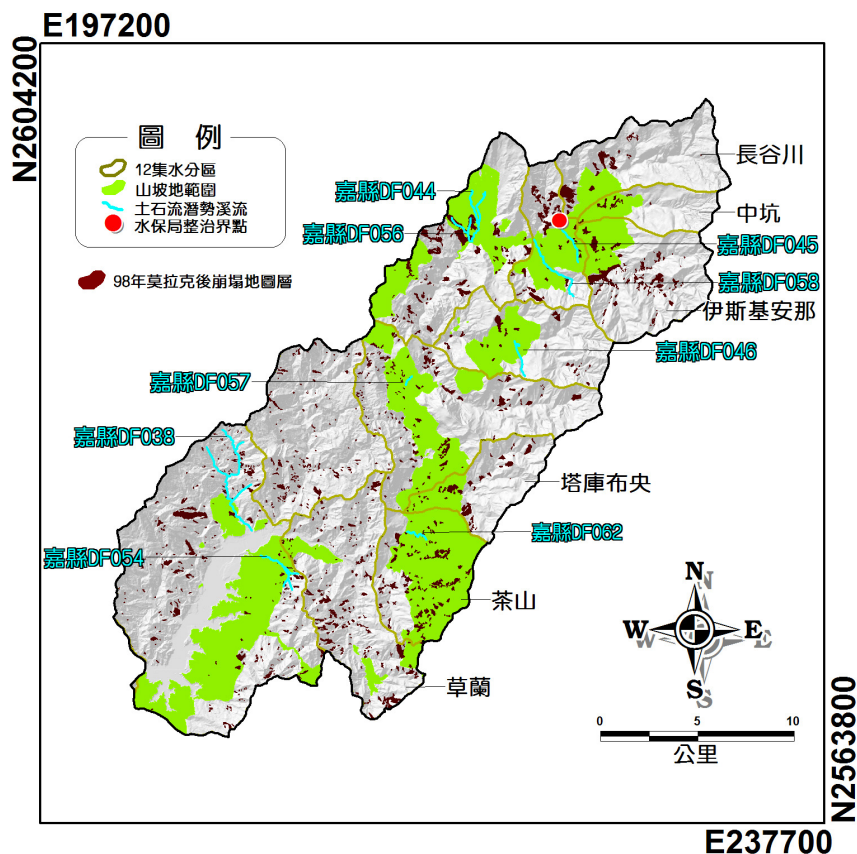 E197200
N2604200
圖 例
12集水分區
山坡地範圍
土石流潛勢溪流
水保局整治界點
98年莫拉克後崩塌地圖層
長谷川
嘉縣DF044
中坑
嘉縣DF056
嘉縣DF045
嘉縣DF058
伊斯基安那
嘉縣DF046
嘉縣DF057
嘉縣DF038
塔庫布央
嘉縣DF062
嘉縣DF054
茶山
草蘭
N
W
E
S
0 5 10
公里
N2563800
E237700